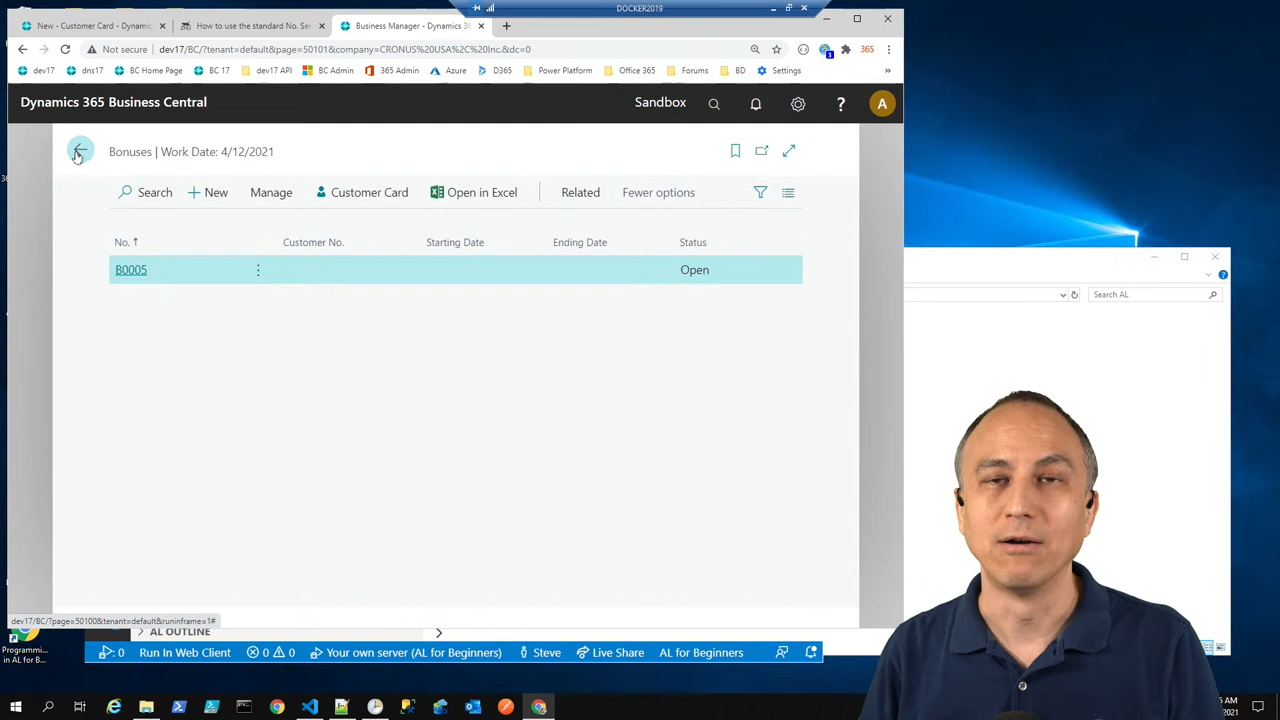 DOCKER2019
New - Customer Card - Dynamic
How to use the standard No. Se
Business Manager - Dynamics 36
Not secure dev17/BC/?tenant=default&page=50101&company=CRONUS%20USA%2C%20Inc.&dc=0
365
3
dev17
dns17
BC Home Page
BC 17
dev17 API
BC Admin
365 Admin
Azure
D365
Power Platform
Office 365
Forums
BD
Settings
»
Dynamics 365 Business Central
Sandbox
?
A
Bonuses | Work Date: 4/12/2021
Search
+ New
Manage
Customer Card
Open in Excel
Related
Fewer options
No. ↑
Customer No.
Starting Date
Ending Date
Status
B0005
Open
Search AL
dev17/BC/?page=50100&tenant=default&runinframe=1#
AL OUTLINE
Programm...
in AL for B...
: 0
Run In Web Client
0
0
Your own server (AL for Beginners)
Steve
Live Share
AL for Beginners